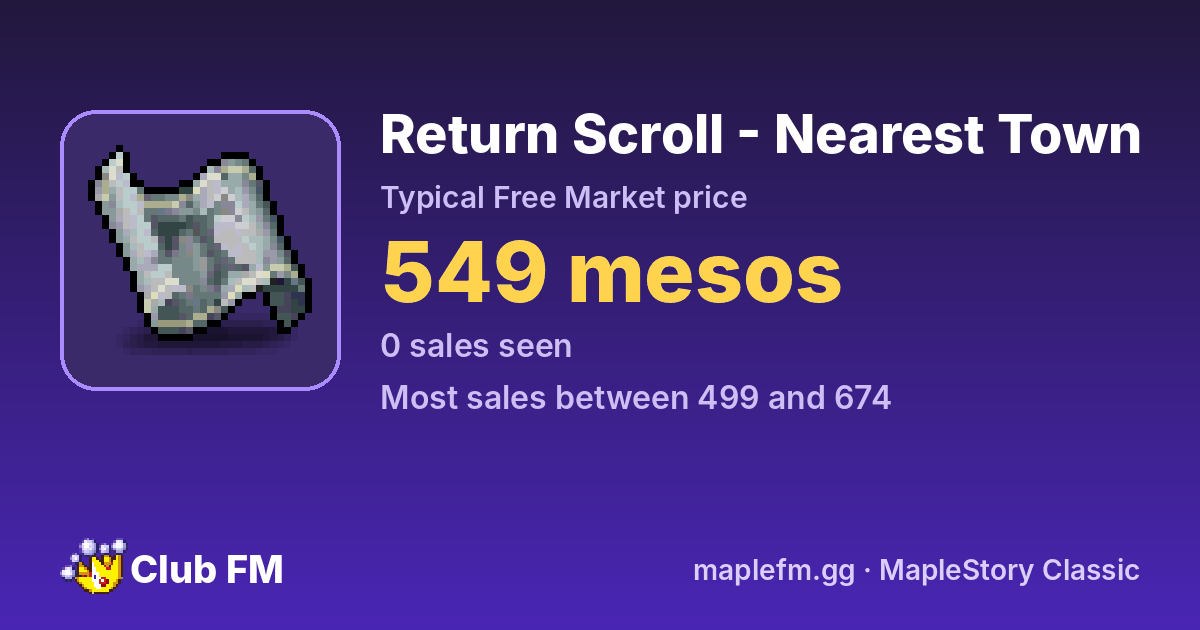 Return Scroll - Nearest Town
Typical Free Market price
549 mesos
0 sales seen
Most sales between 499 and 674
Club FM
maplefm.gg · MapleStory Classic